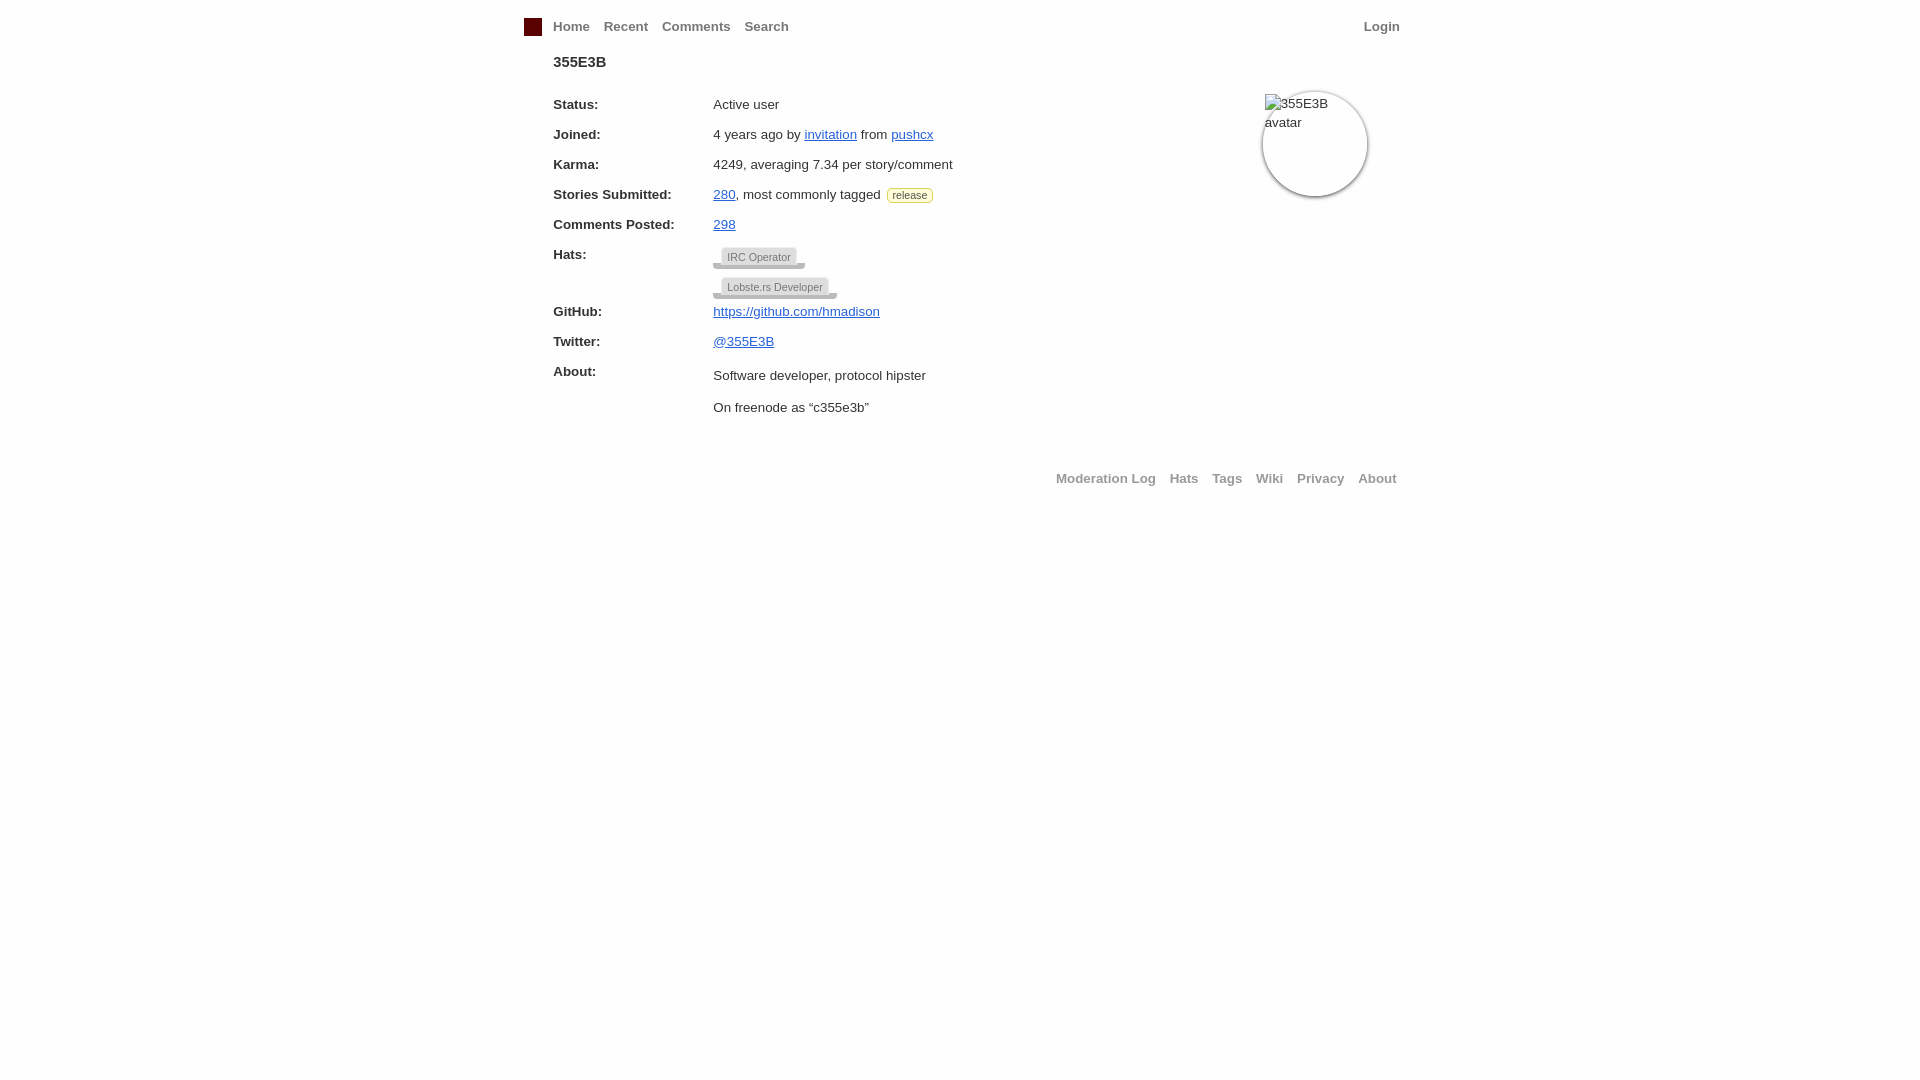 Home Recent Comments Search Login
355E3B
Status: Active user
355E3B
avatar
Joined: 4 years ago by invitation from pushcx
Karma: 4249, averaging 7.34 per story/comment
Stories Submitted: 280, most commonly tagged release
Comments Posted: 298
Hats: IRC Operator
Lobste.rs Developer
GitHub: https://github.com/hmadison
Twitter: @355E3B
About: Software developer, protocol hipster
On freenode as “c355e3b”
Moderation Log Hats Tags Wiki Privacy About